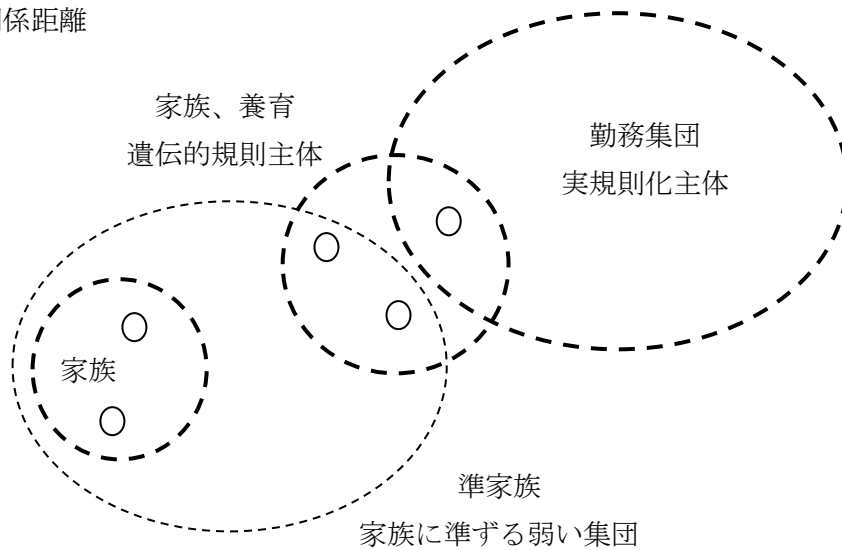 係距離
家族、養育
遺伝的規則主体
勤務集団
実規則化主体
家族
準家族
家族に準ずる弱い集団